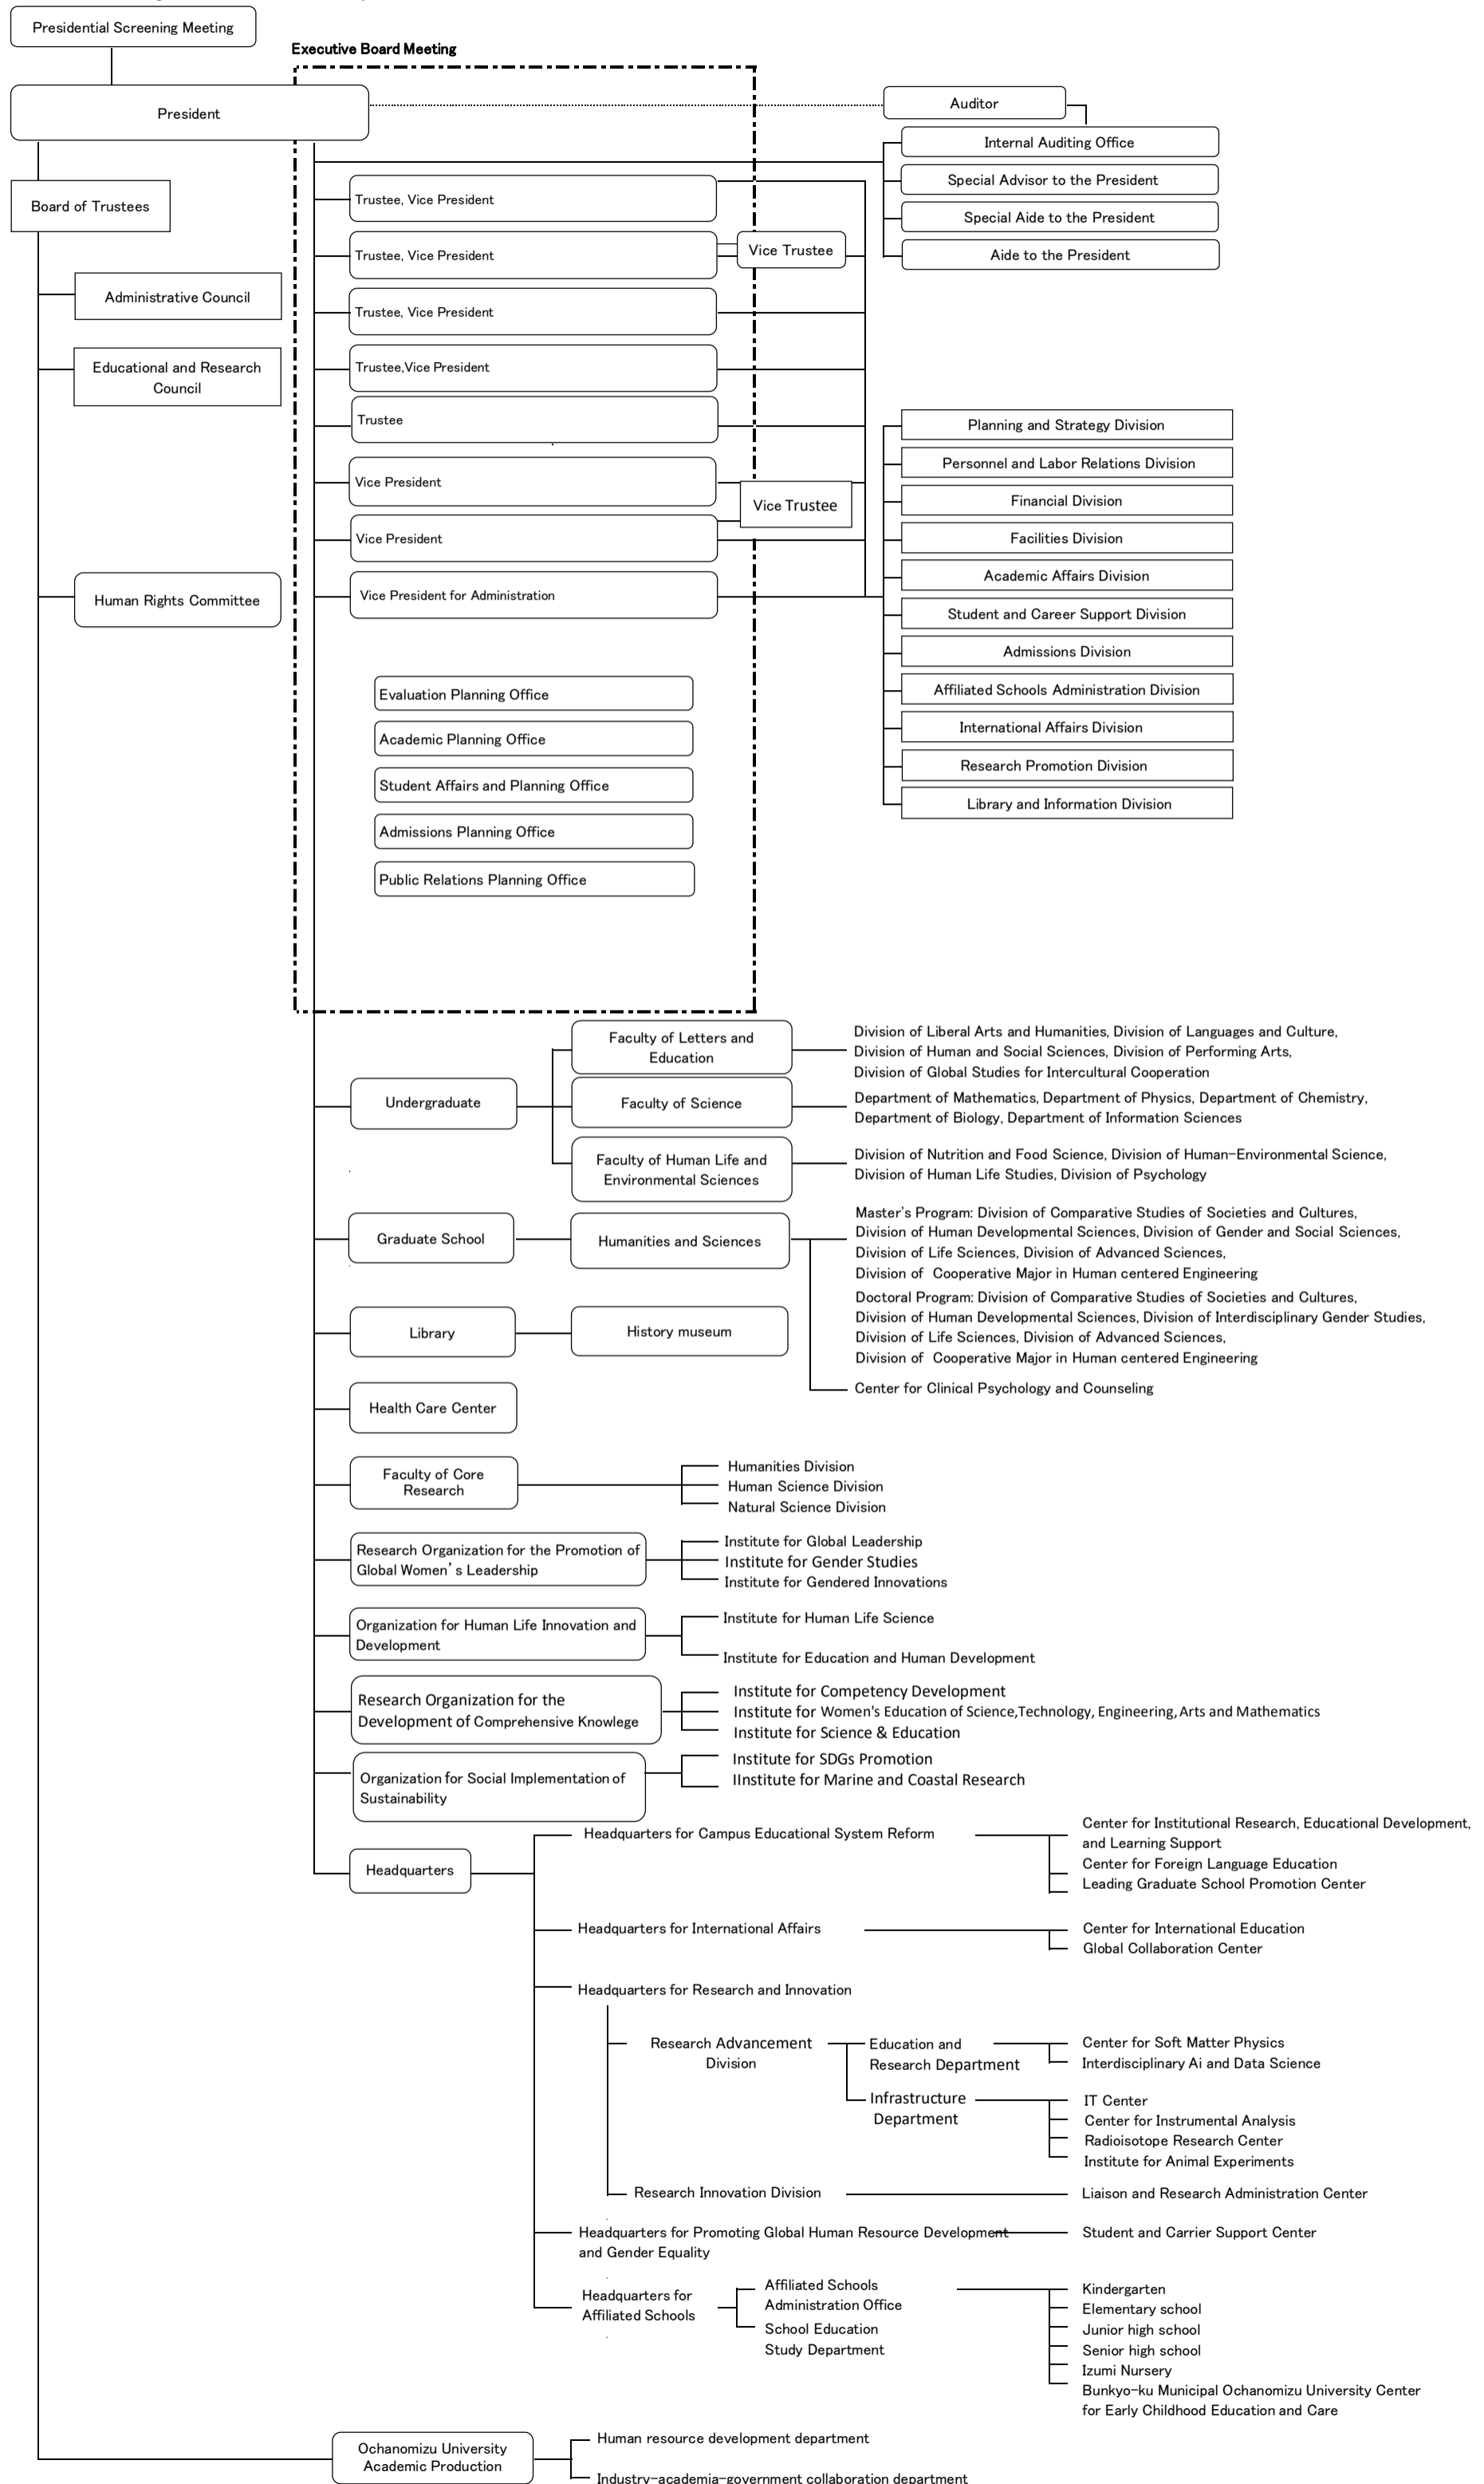 Presidential Screening Meeting
Executive Board Meeting
President
Auditor
Internal Auditing Office
Special Advisor to the President
Special Aide to the President
Aide to the President
Board of Trustees
Administrative Council
Educational and Research
Council
Human Rights Committee
Trustee, Vice President
Trustee, Vice President
Vice Trustee
Trustee, Vice President
Trustee,Vice President
Trustee
Vice President
Vice Trustee
Vice President
Vice President for Administration
Planning and Strategy Division
Personnel and Labor Relations Division
Financial Division
Facilities Division
Academic Affairs Division
Student and Career Support Division
Admissions Division
Affiliated Schools Administration Division
International Affairs Division
Research Promotion Division
Library and Information Division
Evaluation Planning Office
Academic Planning Office
Student Affairs and Planning Office
Admissions Planning Office
Public Relations Planning Office
Undergraduate
Faculty of Letters and
Education
Division of Liberal Arts and Humanities, Division of Languages and Culture,
Division of Human and Social Sciences, Division of Performing Arts,
Division of Global Studies for Intercultural Cooperation
Faculty of Science
Department of Mathematics, Department of Physics, Department of Chemistry,
Department of Biology, Department of Information Sciences
Faculty of Human Life and
Environmental Sciences
Division of Nutrition and Food Science, Division of Human-Environmental Science,
Division of Human Life Studies, Division of Psychology
Graduate School
Humanities and Sciences
Master's Program: Division of Comparative Studies of Societies and Cultures,
Division of Human Developmental Sciences, Division of Gender and Social Sciences,
Division of Life Sciences, Division of Advanced Sciences,
Division of Cooperative Major in Human centered Engineering
Doctoral Program: Division of Comparative Studies of Societies and Cultures,
Division of Human Developmental Sciences, Division of Interdisciplinary Gender Studies,
Division of Life Sciences, Division of Advanced Sciences,
Division of Cooperative Major in Human centered Engineering
Center for Clinical Psychology and Counseling
Library
History museum
Health Care Center
Faculty of Core
Research
Humanities Division
Human Science Division
Natural Science Division
Research Organization for the Promotion of
Global Women's Leadership
Institute for Global Leadership
Institute for Gender Studies
Institute for Gendered Innovations
Organization for Human Life Innovation and
Development
Institute for Human Life Science
Institute for Education and Human Development
Research Organization for the
Development of Comprehensive Knowlege
Institute for Competency Development
Institute for Women's Education of Science,Technology, Engineering, Arts and Mathematics
Institute for Science & Education
Organization for Social Implementation of
Sustainability
Institute for SDGs Promotion
IInstitute for Marine and Coastal Research
Headquarters
Headquarters for Campus Educational System Reform
Center for Institutional Research, Educational Development,
and Learning Support
Center for Foreign Language Education
Leading Graduate School Promotion Center
Headquarters for International Affairs
Center for International Education
Global Collaboration Center
Headquarters for Research and Innovation
Research Advancement
Division
Education and
Research Department
Center for Soft Matter Physics
Interdisciplinary Ai and Data Science
Infrastructure
Department
IT Center
Center for Instrumental Analysis
Radioisotope Research Center
Institute for Animal Experiments
Research Innovation Division
Liaison and Research Administration Center
Headquarters for Promoting Global Human Resource Development
and Gender Equality
Student and Carrier Support Center
Headquarters for
Affiliated Schools
Affiliated Schools
Administration Office
School Education
Study Department
Kindergarten
Elementary school
Junior high school
Senior high school
Izumi Nursery
Bunkyo-ku Municipal Ochanomizu University Center
for Early Childhood Education and Care
Ochanomizu University
Academic Production
Human resource development department
Industry-academia-government collaboration department